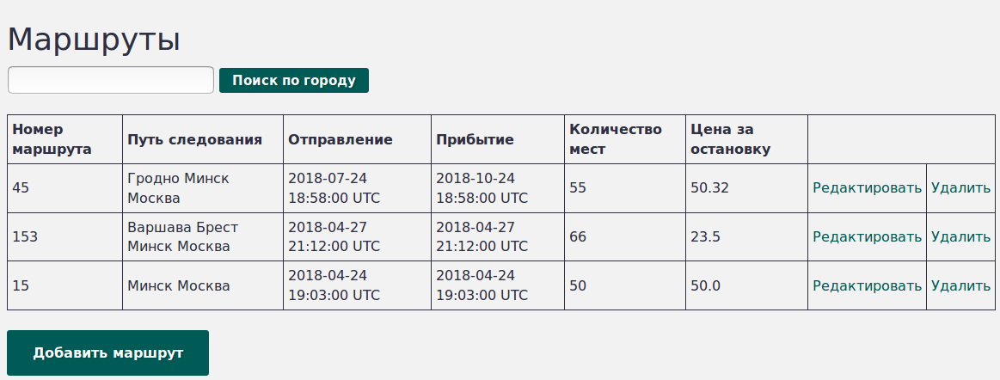 Маршруты
Поиск по городу
Номер маршрута Путь следования Отправление Прибытие Количество мест Цена за остановку
45 Гродно Минск Москва 2018-07-24 18:58:00 UTC 2018-10-24 18:58:00 UTC 55 50.32 Редактировать Удалить
153 Варшава Брест Минск Москва 2018-04-27 21:12:00 UTC 2018-04-27 21:12:00 UTC 66 23.5 Редактировать Удалить
15 Минск Москва 2018-04-24 19:03:00 UTC 2018-04-24 19:03:00 UTC 50 50.0 Редактировать Удалить
Добавить маршрут